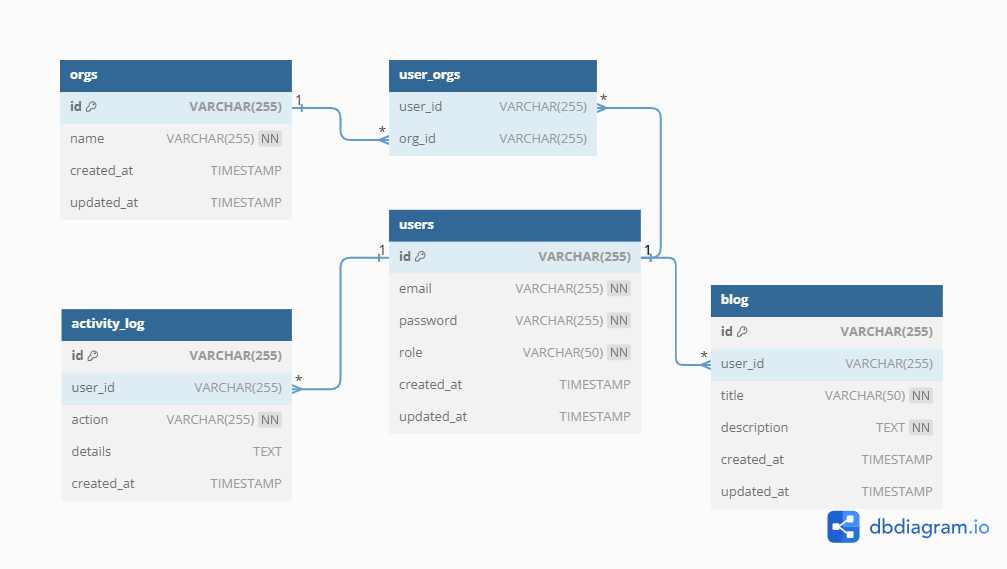 orgs
id VARCHAR(255)
name VARCHAR(255) NN
created_at TIMESTAMP
updated_at TIMESTAMP
1
*
user_orgs
user_id VARCHAR(255)
org_id VARCHAR(255)
*
users
1 id VARCHAR(255) 1
email VARCHAR(255) NN
password VARCHAR(255) NN
role VARCHAR(50) NN
created_at TIMESTAMP
updated_at TIMESTAMP
activity_log
id VARCHAR(255)
user_id VARCHAR(255) *
action VARCHAR(255) NN
details TEXT
created_at TIMESTAMP
blog
id VARCHAR(255)
* user_id VARCHAR(255)
title VARCHAR(50) NN
description TEXT NN
created_at TIMESTAMP
updated_at TIMESTAMP
dbdiagram.io